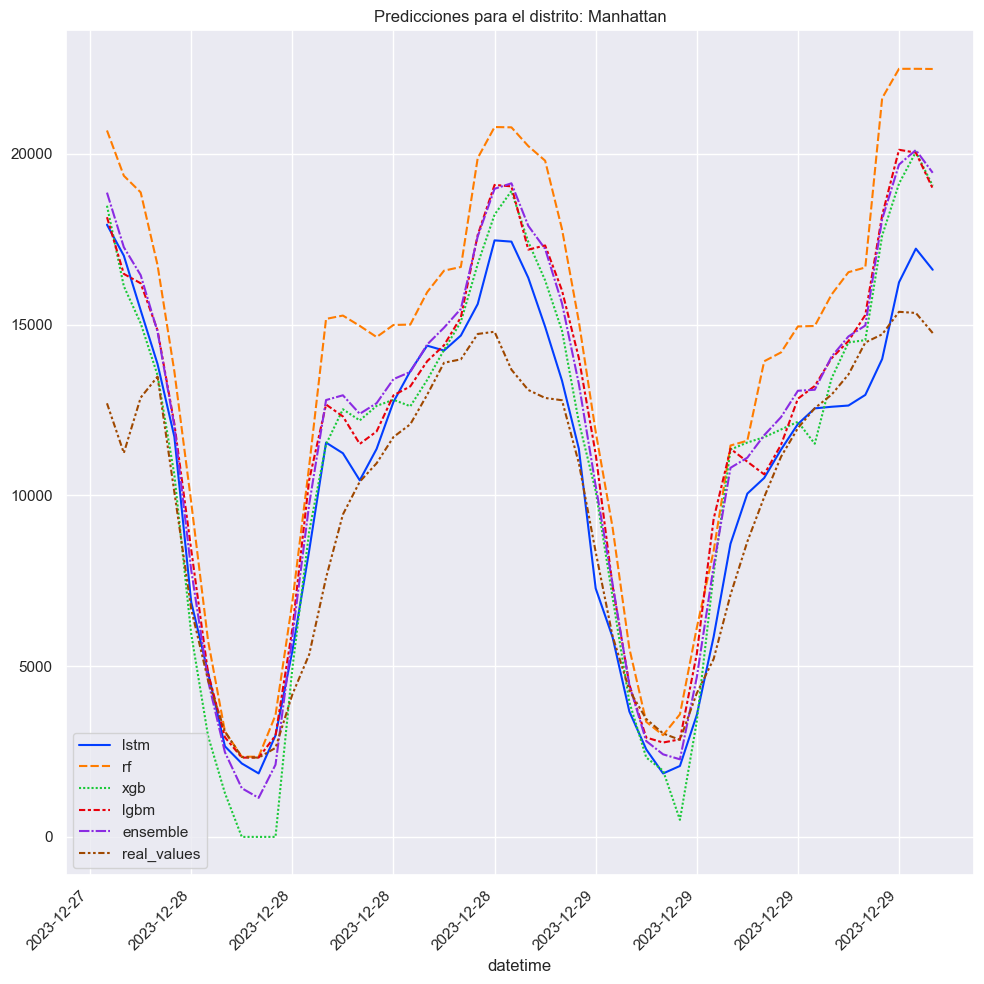 Predicciones para el distrito: Manhattan
20000
15000
10000
5000
0
lstm
rf
xgb
lgbm
ensemble
real_values
2023-12-27
2023-12-28
2023-12-28
2023-12-28
2023-12-28
2023-12-29
2023-12-29
2023-12-29
2023-12-29
datetime